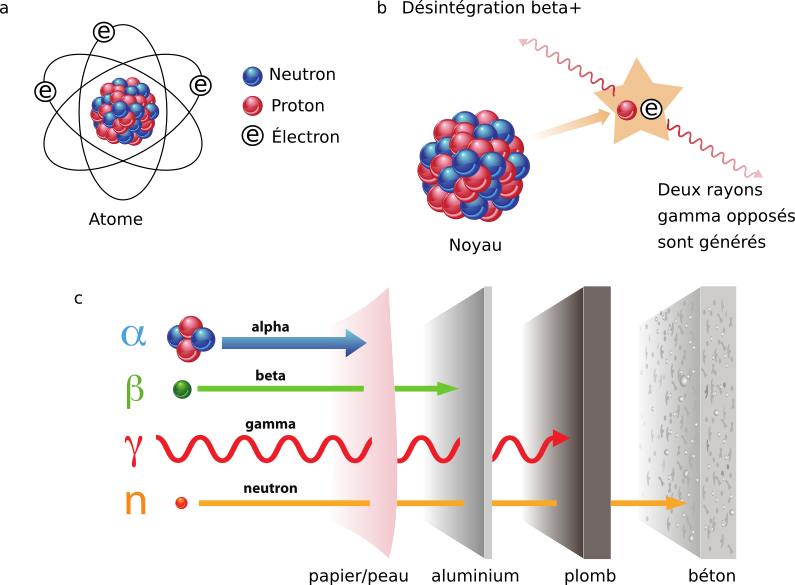 a
e
e
e
Neutron
Proton
e Électron
Atome
b Désintégration beta+
e
Deux rayons
gamma opposés
sont générés
Noyau
c
α alpha
β beta
γ gamma
n neutron
papier/peau aluminium plomb béton